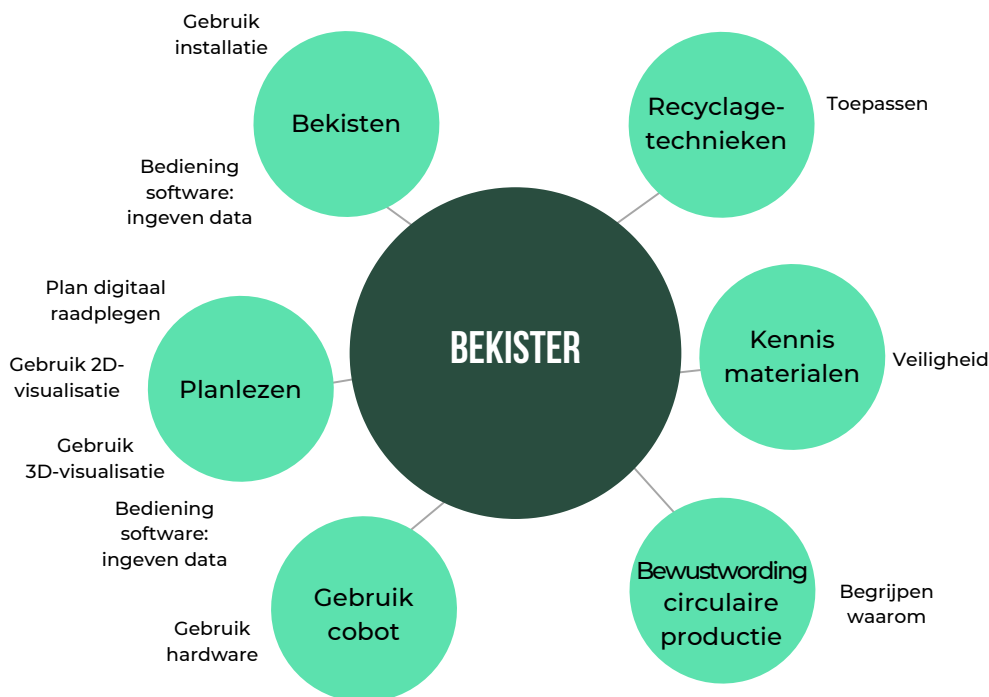 Gebruik
installatie
Bekisten
Bediening
software:
ingeven data
Recyclage-
technieken
Toepassen
BEKISTER
Plan digitaal
raadplegen
Gebruik 2D-
visualisatie
Planlezen
Gebruik
3D-visualisatie
Kennis
materialen
Veiligheid
Bediening
software:
ingeven data
Gebruik
cobot
Gebruik
hardware
Bewustwording
circulaire
productie
Begrijpen
waarom